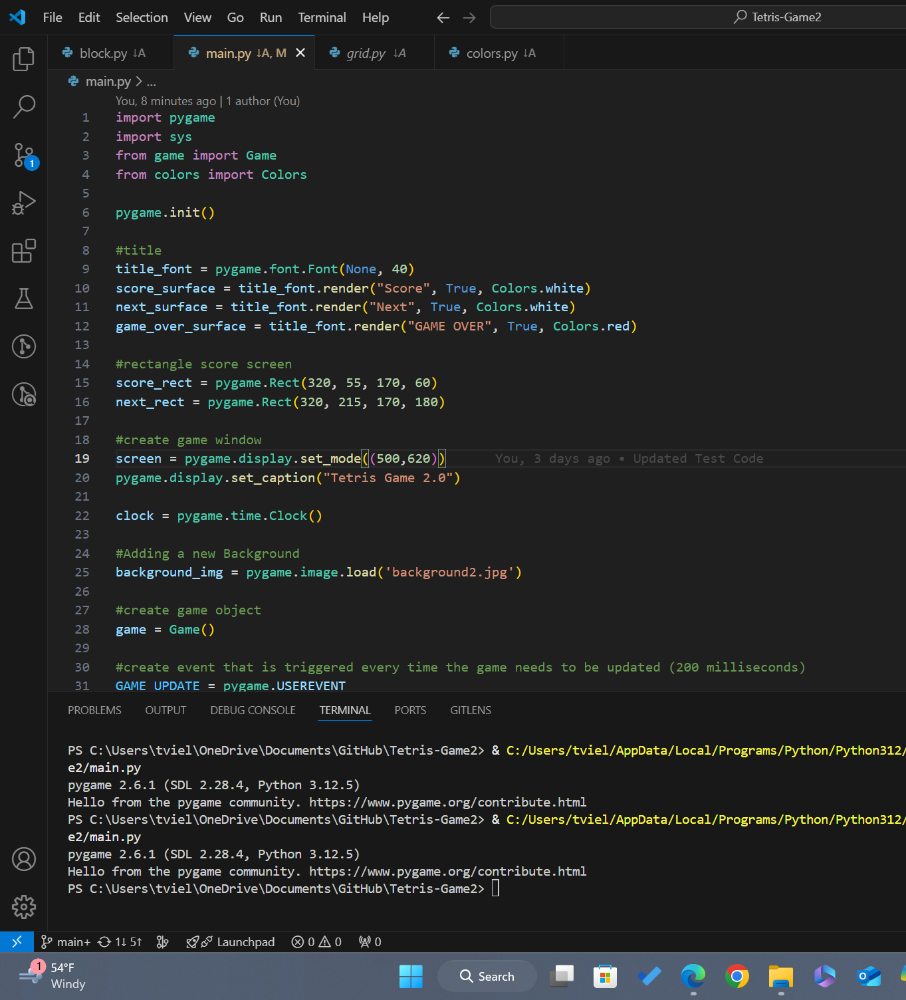 File Edit Selection View Go Run Terminal Help Tetris-Game2
block.py ↓A main.py ↓A, M grid.py ↓A colors.py ↓A
main.py > ...
You, 8 minutes ago | 1 author (You)
1 import pygame
2 import sys
3 from game import Game
4 from colors import Colors
5
6 pygame.init()
7
8 #title
9 title_font = pygame.font.Font(None, 40)
10 score_surface = title_font.render("Score", True, Colors.white)
11 next_surface = title_font.render("Next", True, Colors.white)
12 game_over_surface = title_font.render("GAME OVER", True, Colors.red)
13
14 #rectangle score screen
15 score_rect = pygame.Rect(320, 55, 170, 60)
16 next_rect = pygame.Rect(320, 215, 170, 180)
17
18 #create game window
19 screen = pygame.display.set_mode((500,620)) You, 3 days ago • Updated Test Code
20 pygame.display.set_caption("Tetris Game 2.0")
21
22 clock = pygame.time.Clock()
23
24 #Adding a new Background
25 background_img = pygame.image.load('background2.jpg')
26
27 #create game object
28 game = Game()
29
30 #create event that is triggered every time the game needs to be updated (200 milliseconds)
31 GAME_UPDATE = pygame.USEREVENT
1
PROBLEMS OUTPUT DEBUG CONSOLE TERMINAL PORTS GITLENS
PS C:\Users\tviel\OneDrive\Documents\GitHub\Tetris-Game2> & C:/Users/tviel/AppData/Local/Programs/Python/Python312/
e2/main.py
pygame 2.6.1 (SDL 2.28.4, Python 3.12.5)
Hello from the pygame community. https://www.pygame.org/contribute.html
PS C:\Users\tviel\OneDrive\Documents\GitHub\Tetris-Game2> & C:/Users/tviel/AppData/Local/Programs/Python/Python312/
e2/main.py
pygame 2.6.1 (SDL 2.28.4, Python 3.12.5)
Hello from the pygame community. https://www.pygame.org/contribute.html
PS C:\Users\tviel\OneDrive\Documents\GitHub\Tetris-Game2>
main+ 1↓ 5↑ Launchpad 0 0 0
1 54°F
Windy
Search